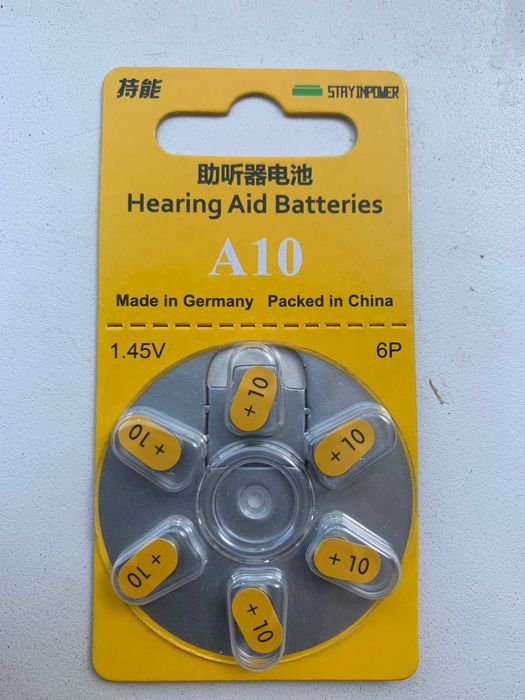 持能
STAYINPOWER
助听器电池
Hearing Aid Batteries
A10
Made in Germany Packed in China
1.45V
6P
+ 10
+ 10
+ 10
+ 10
+ 10
+ 10